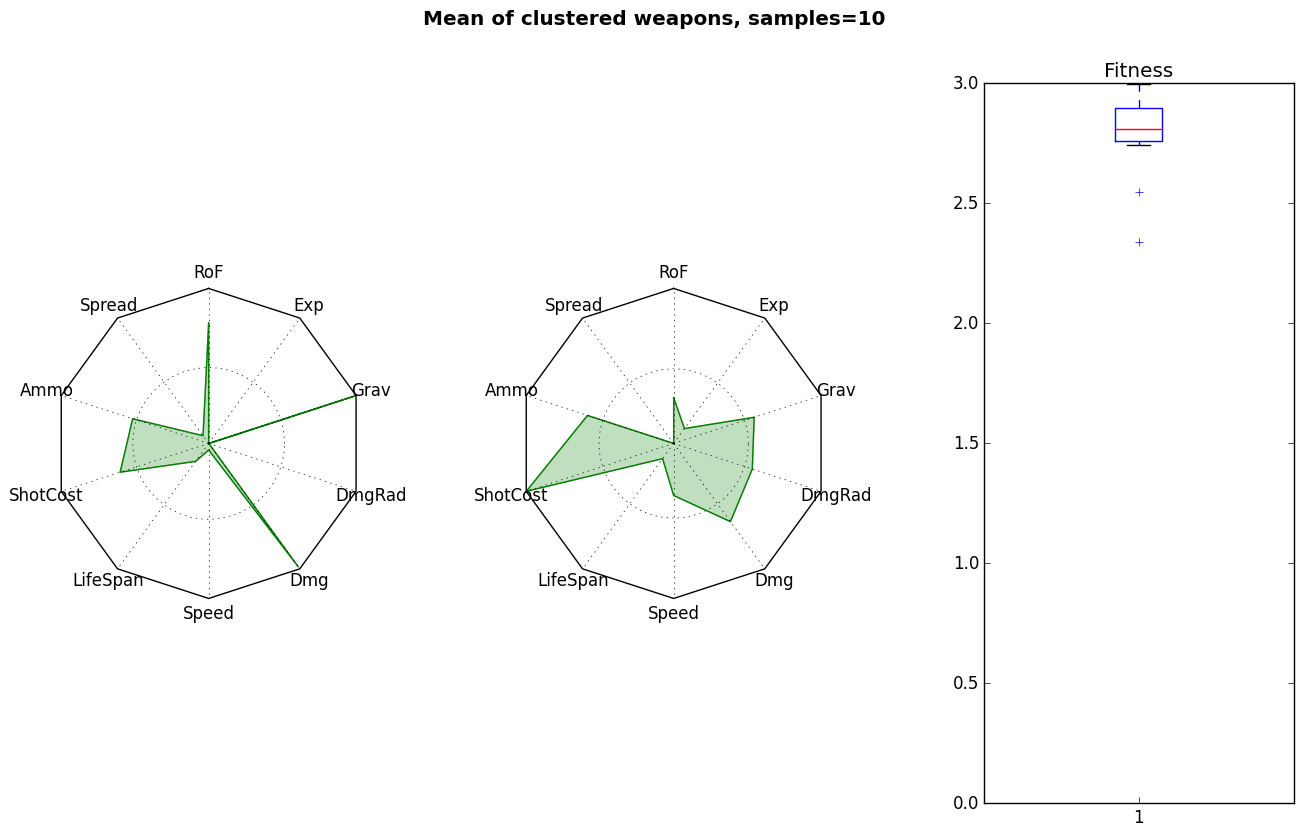 Mean of clustered weapons, samples=10
RoF
Spread
Exp
Ammo
Grav
ShotCost
DmgRad
LifeSpan
Dmg
Speed
RoF
Spread
Exp
Ammo
Grav
ShotCost
DmgRad
LifeSpan
Dmg
Speed
Fitness
3.0
2.5
2.0
1.5
1.0
0.5
0.0
1